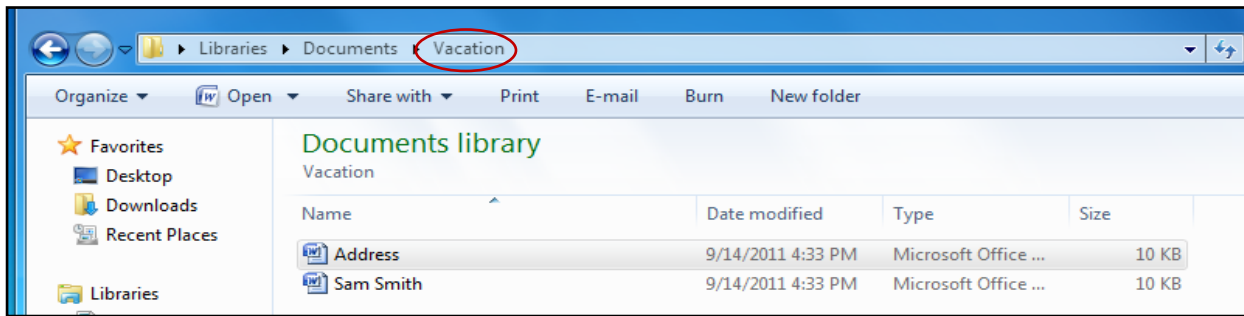 Libraries Documents Vacation
Organize Open Share with Print E-mail Burn New folder
Favorites
Desktop
Downloads
Recent Places
Libraries
Documents library
Vacation
Name Date modified Type Size
Address 9/14/2011 4:33 PM Microsoft Office ... 10 KB
Sam Smith 9/14/2011 4:33 PM Microsoft Office ... 10 KB